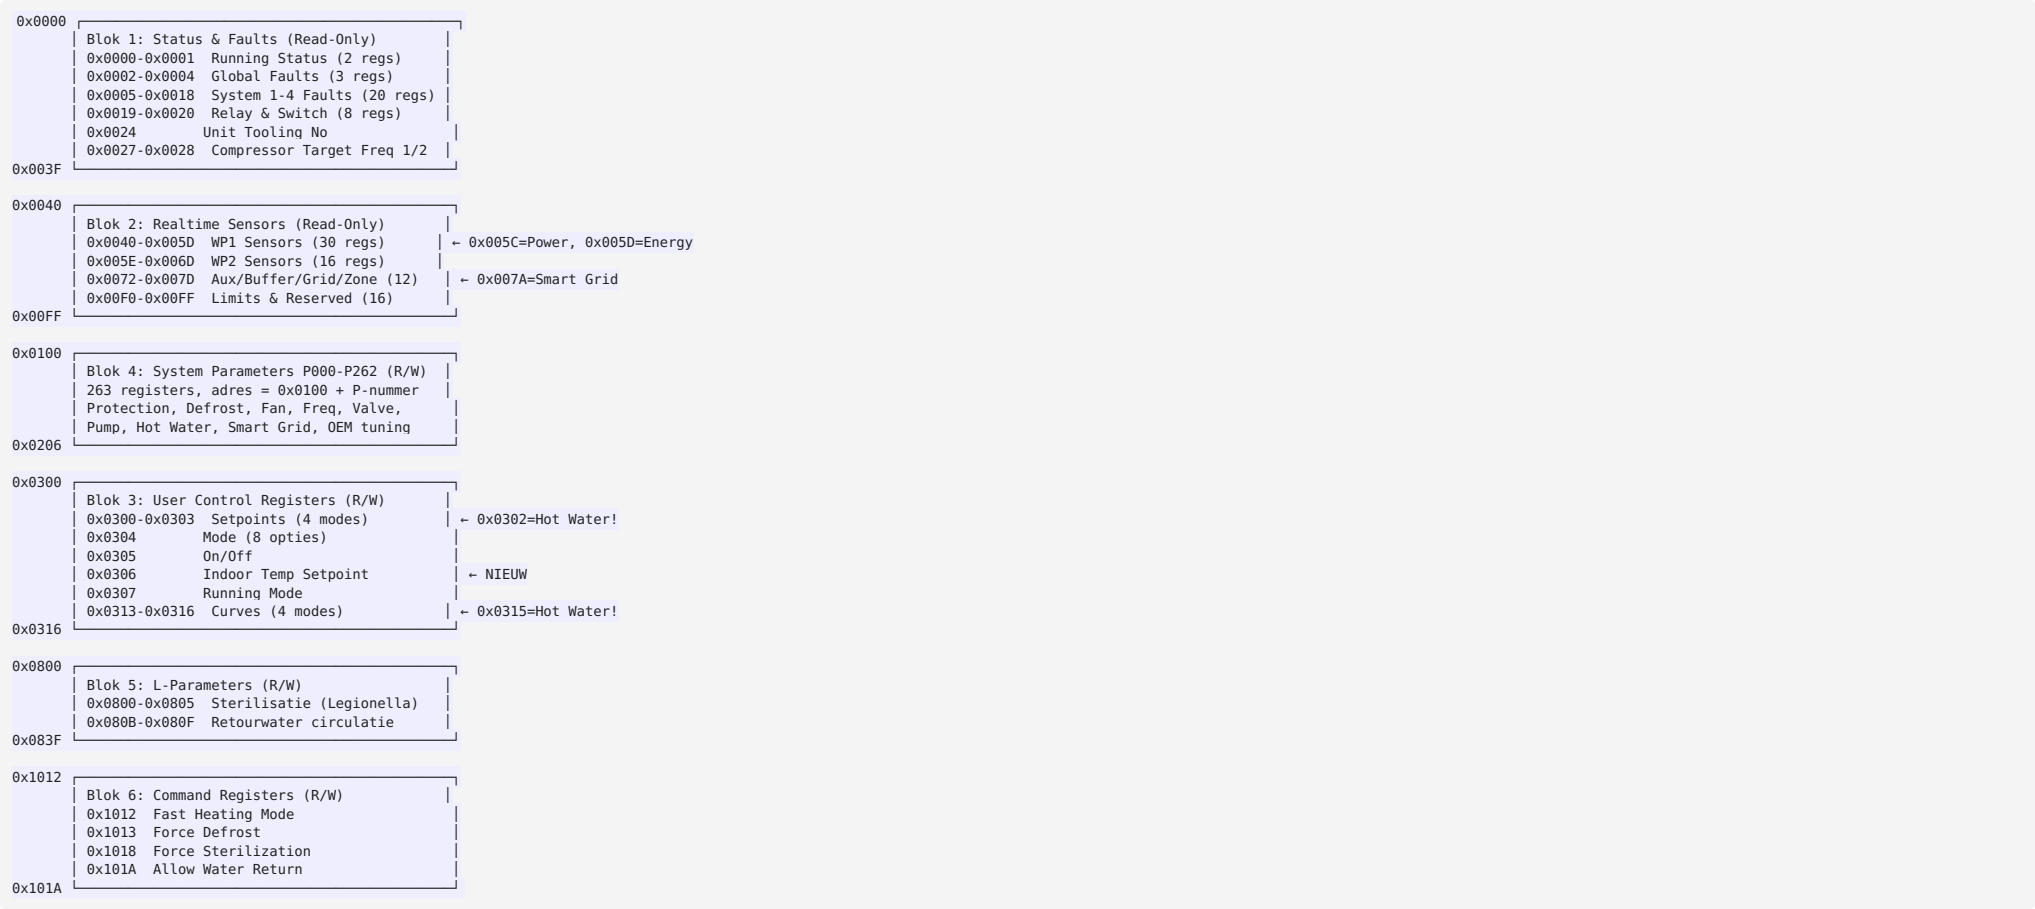 0x0000
Blok 1: Status & Faults (Read-Only)
0x0000-0x0001  Running Status (2 regs)
0x0002-0x0004  Global Faults (3 regs)
0x0005-0x0018  System 1-4 Faults (20 regs)
0x0019-0x0020  Relay & Switch (8 regs)
0x0024        Unit Tooling No
0x0027-0x0028  Compressor Target Freq 1/2
0x003F
0x0040
Blok 2: Realtime Sensors (Read-Only)
0x0040-0x005D  WP1 Sensors (30 regs) ← 0x005C=Power, 0x005D=Energy
0x005E-0x006D  WP2 Sensors (16 regs)
0x0072-0x007D  Aux/Buffer/Grid/Zone (12) ← 0x007A=Smart Grid
0x00F0-0x00FF  Limits & Reserved (16)
0x00FF
0x0100
Blok 4: System Parameters P000-P262 (R/W)
263 registers, adres = 0x0100 + P-nummer
Protection, Defrost, Fan, Freq, Valve,
Pump, Hot Water, Smart Grid, OEM tuning
0x0206
0x0300
Blok 3: User Control Registers (R/W)
0x0300-0x0303  Setpoints (4 modes) ← 0x0302=Hot Water!
0x0304        Mode (8 opties)
0x0305        On/Off
0x0306        Indoor Temp Setpoint ← NIEUW
0x0307        Running Mode
0x0313-0x0316  Curves (4 modes) ← 0x0315=Hot Water!
0x0316
0x0800
Blok 5: L-Parameters (R/W)
0x0800-0x0805  Sterilisatie (Legionella)
0x080B-0x080F  Retourwater circulatie
0x083F
0x1012
Blok 6: Command Registers (R/W)
0x1012  Fast Heating Mode
0x1013  Force Defrost
0x1018  Force Sterilization
0x101A  Allow Water Return
0x101A